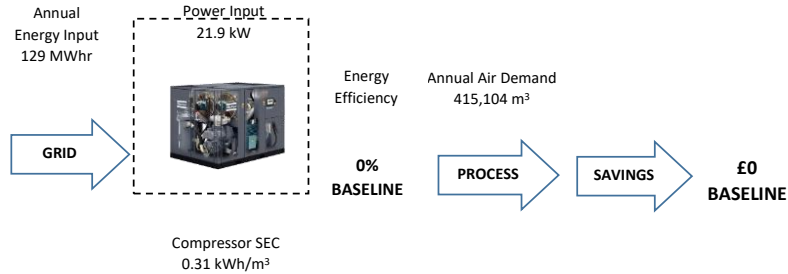 Annual
Energy Input
129 MWhr
Power Input
21.9 kW
Energy
Efficiency
Annual Air Demand
415,104 m³
GRID
0%
BASELINE
PROCESS
SAVINGS
£0
BASELINE
Compressor SEC
0.31 kWh/m³